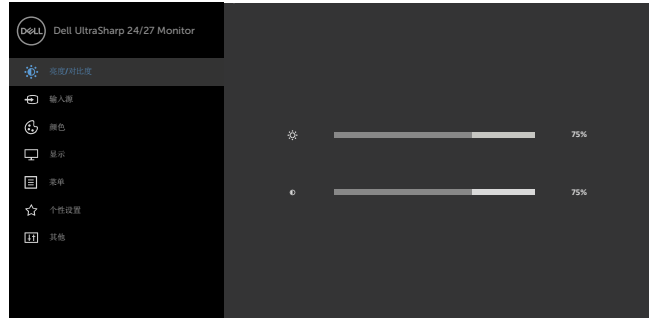 DELL
Dell UltraSharp 24/27 Monitor
亮度/对比度
输入源
颜色
显示
菜单
个性设置
其他
75%
75%